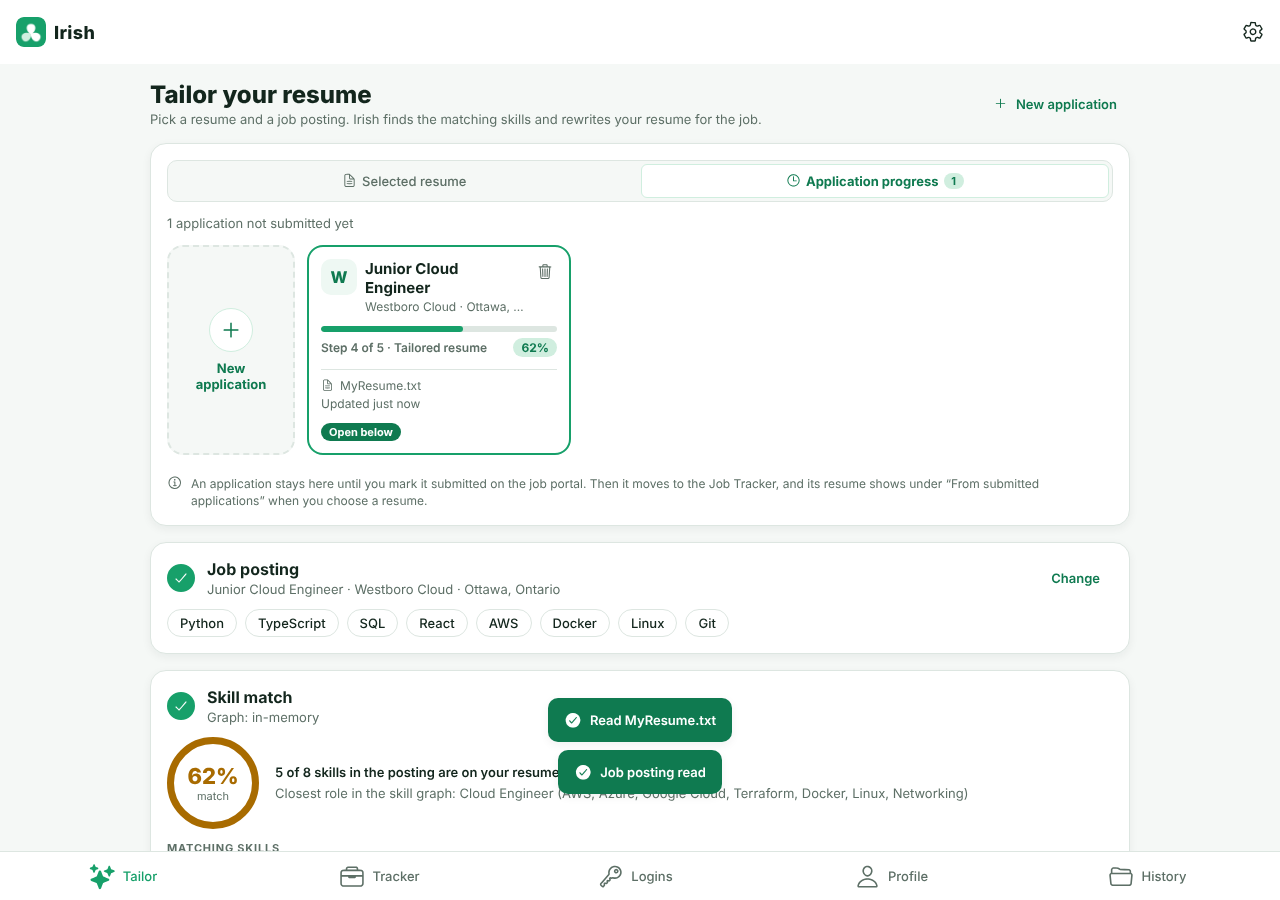 Irish
Tailor your resume
Pick a resume and a job posting. Irish finds the matching skills and rewrites your resume for the job.
New application
Selected resume
Application progress 1
1 application not submitted yet
New
application
W
Junior Cloud
Engineer
Westboro Cloud · Ottawa, ...
Step 4 of 5 · Tailored resume
62%
MyResume.txt
Updated just now
Open below
An application stays here until you mark it submitted on the job portal. Then it moves to the Job Tracker, and its resume shows under “From submitted
applications” when you choose a resume.
Job posting
Junior Cloud Engineer · Westboro Cloud · Ottawa, Ontario
Change
Python
TypeScript
SQL
React
AWS
Docker
Linux
Git
Skill match
Graph: in-memory
62%
match
5 of 8 skills in the posting are on your resume
Closest role in the skill graph: Cloud Engineer (AWS, Azure, Google Cloud, Terraform, Docker, Linux, Networking)
Read MyResume.txt
Job posting read
MATCHING SKILLS
Tailor
Tracker
Logins
Profile
History